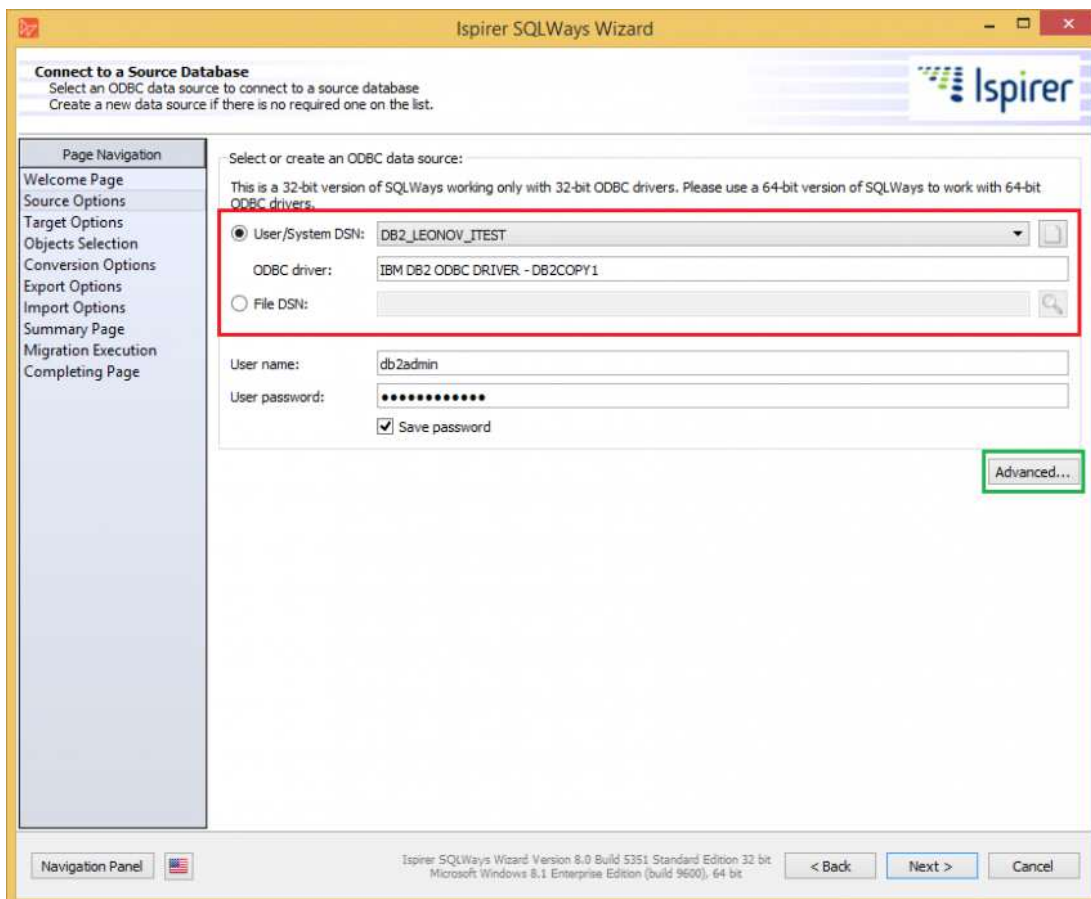 Ispirer SQLWays Wizard
Connect to a Source Database
Select an ODBC data source to connect to a source database
Create a new data source if there is no required one on the list.
Ispirer
Page Navigation
Welcome Page
Source Options
Target Options
Objects Selection
Conversion Options
Export Options
Import Options
Summary Page
Migration Execution
Completing Page
Select or create an ODBC data source:
This is a 32-bit version of SQLWays working only with 32-bit ODBC drivers. Please use a 64-bit version of SQLWays to work with 64-bit
ODBC drivers.
User/System DSN: DB2_LEONOV_ITEST
ODBC driver: IBM DB2 ODBC DRIVER - DB2COPY1
File DSN:
User name: db2admin
User password: ●●●●●●●●●●●●
Save password
Advanced...
Navigation Panel
Ispirer SQLWays Wizard Version 8.0 Build 5351 Standard Edition 32 bit
Microsoft Windows 8.1 Enterprise Edition (build 9600), 64 bit
< Back Next > Cancel